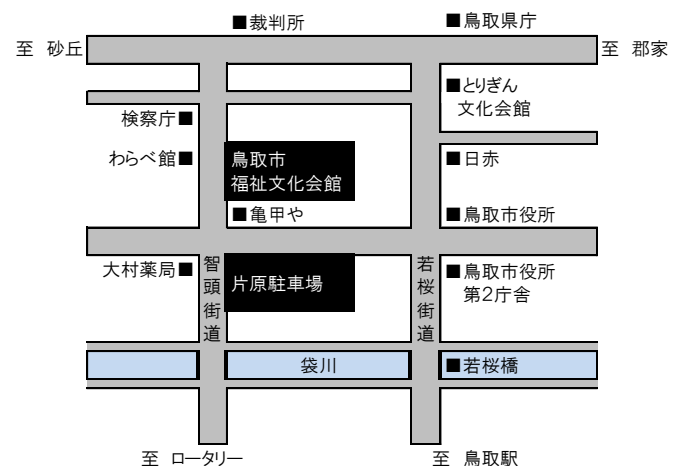 ■裁判所
■鳥取県庁
至 砂丘
至 郡家
■とりぎん
文化会館
検察庁■
わらべ館■
鳥取市
福祉文化会館
■日赤
■亀甲や
■鳥取市役所
大村薬局■
智頭街道
片原駐車場
若桜街道
■鳥取市役所
第2庁舎
袋川
■若桜橋
至 ロータリー
至 鳥取駅